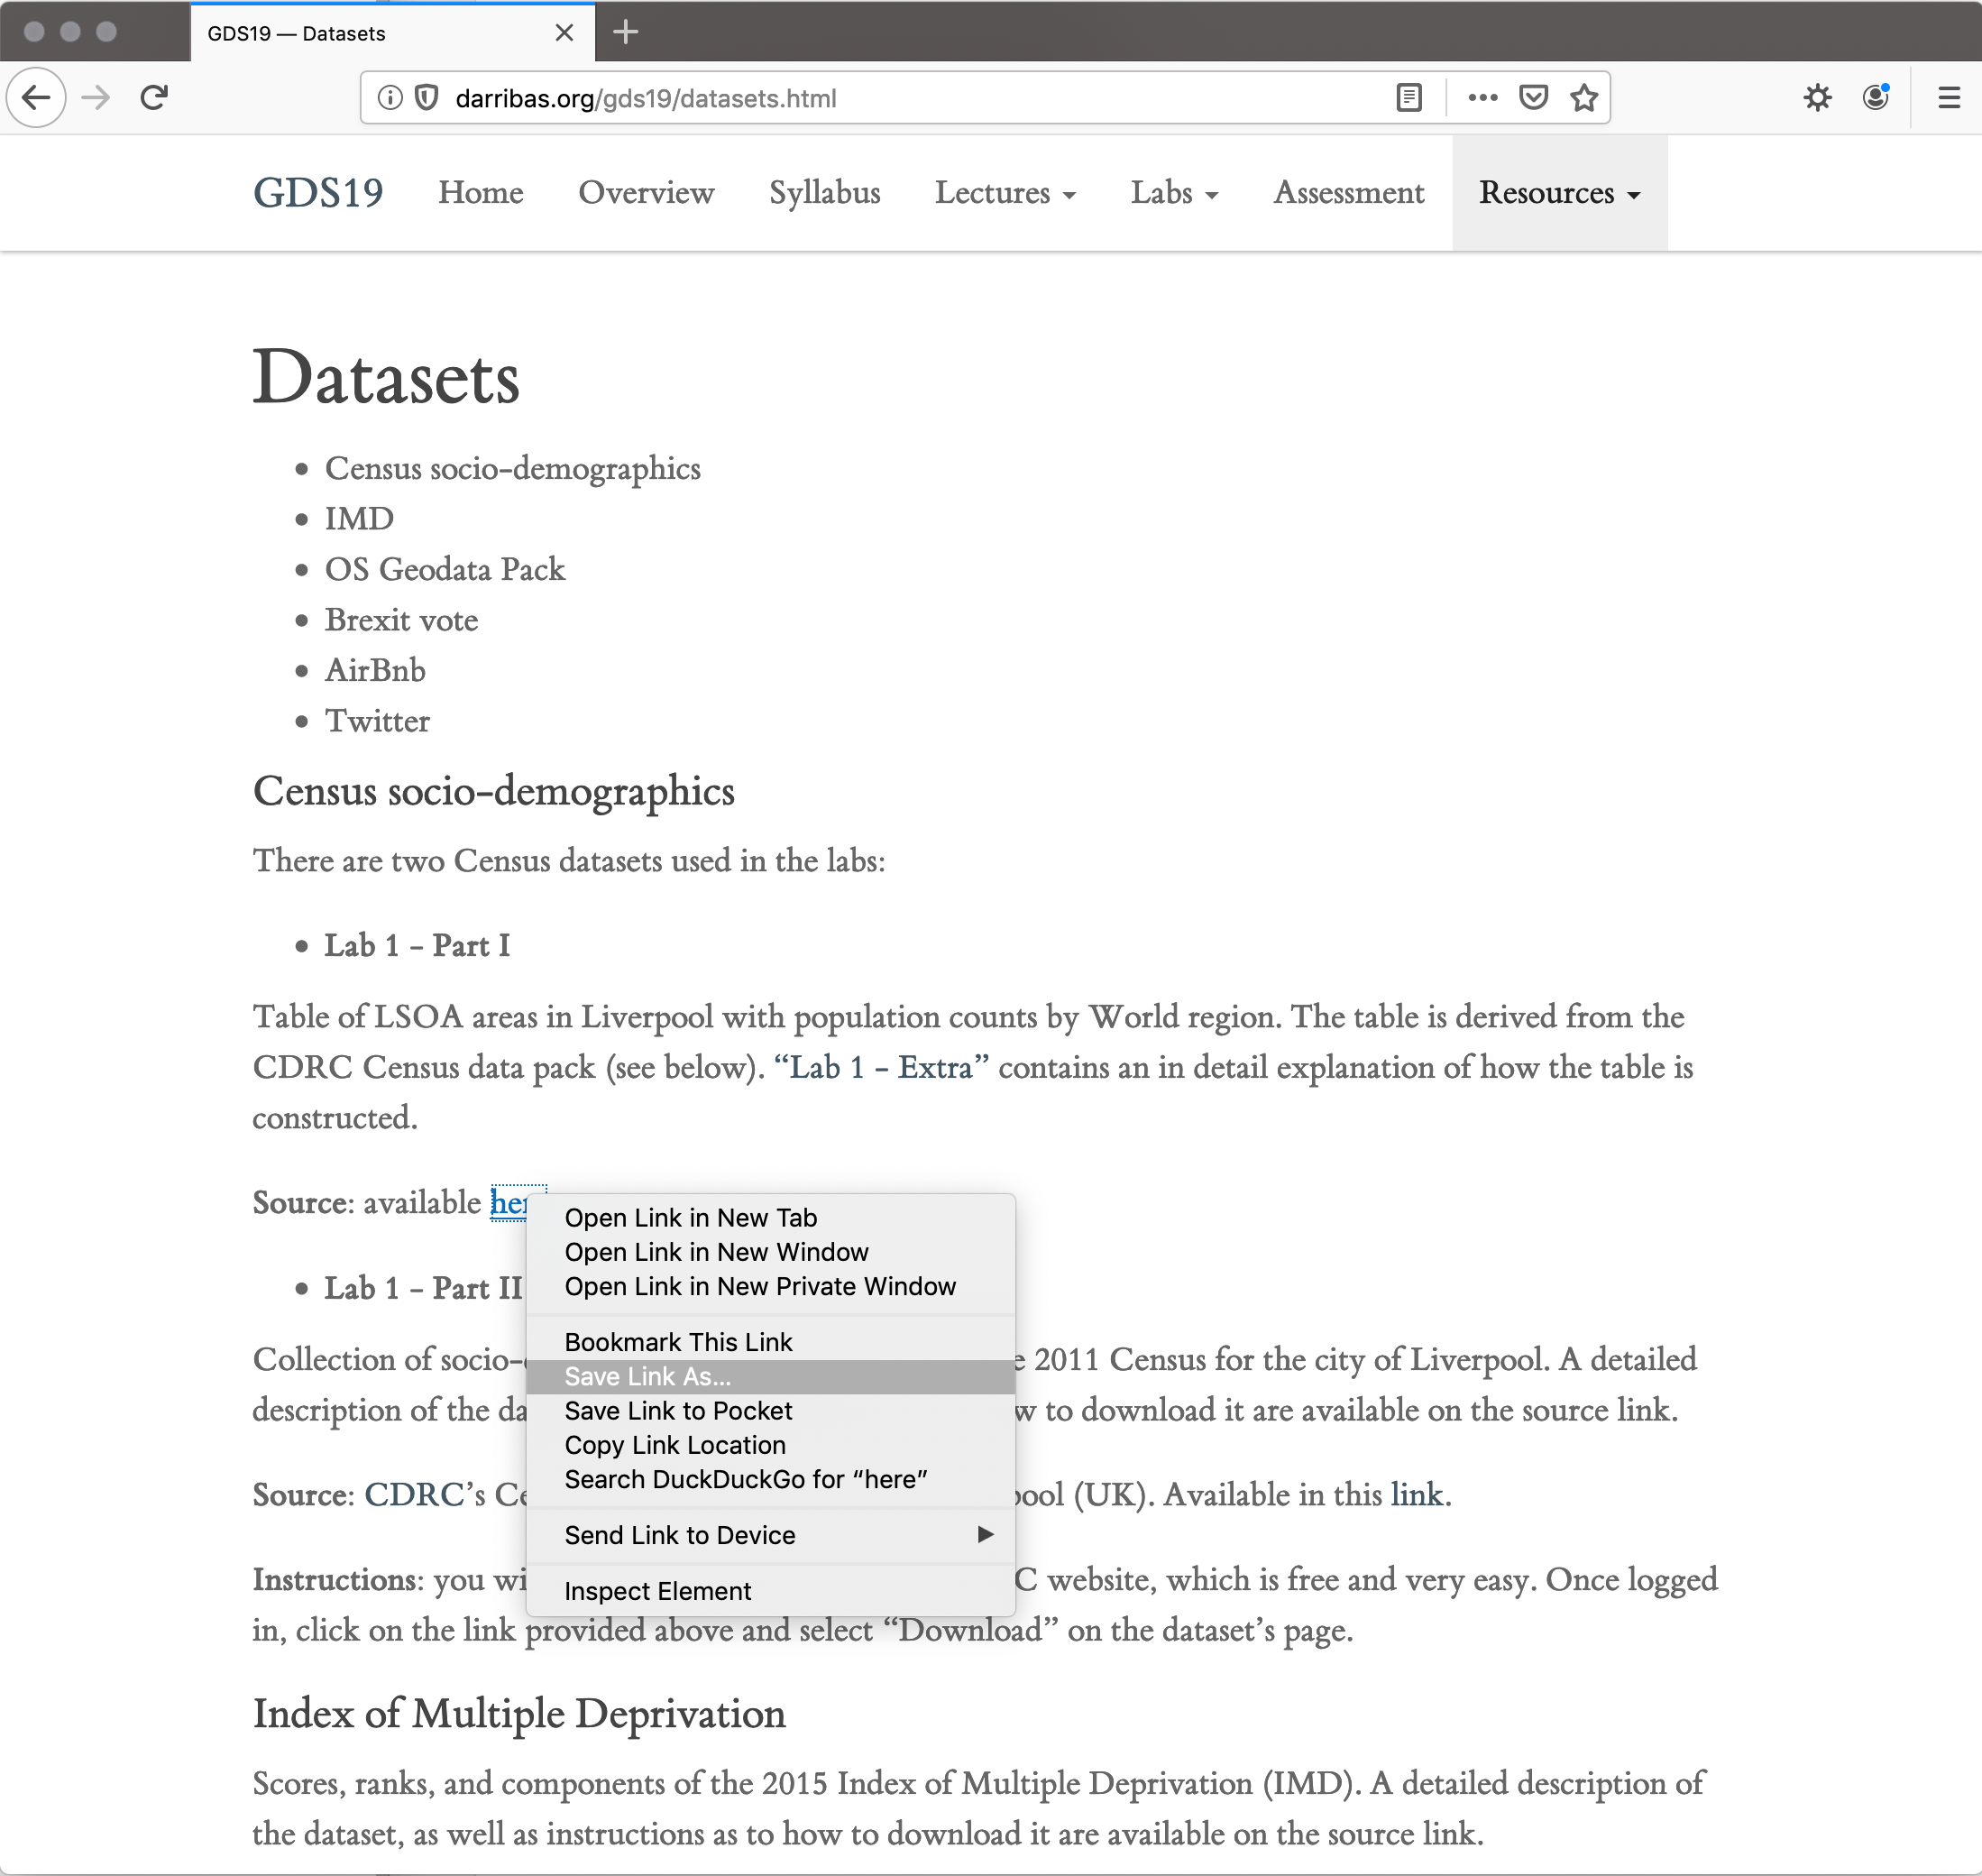 GDS19 — Datasets
darribas.org/gds19/datasets.html
GDS19 Home Overview Syllabus Lectures Labs Assessment Resources
Datasets
Census socio-demographics
IMD
OS Geodata Pack
Brexit vote
AirBnb
Twitter
Census socio-demographics
There are two Census datasets used in the labs:
Lab 1 - Part I
Table of LSOA areas in Liverpool with population counts by World region. The table is derived from the
CDRC Census data pack (see below). “Lab 1 - Extra” contains an in detail explanation of how the table is
constructed.
Source: available
Open Link in New Tab
Open Link in New Window
Open Link in New Private Window
Bookmark This Link
Save Link As...
Save Link to Pocket
Copy Link Location
Search DuckDuckGo for “here”
Send Link to Device
Inspect Element
Lab 1 - Part II
Collection of 2011 Census for the city of Liverpool. A detailed
description of the to download it are available on the source link.
Source: CDRC’s (UK). Available in this link.
Instructions: you website, which is free and very easy. Once logged
in, click on the link provided above and select “Download” on the dataset’s page.
Index of Multiple Deprivation
Scores, ranks, and components of the 2015 Index of Multiple Deprivation (IMD). A detailed description of
the dataset, as well as instructions as to how to download it are available on the source link.